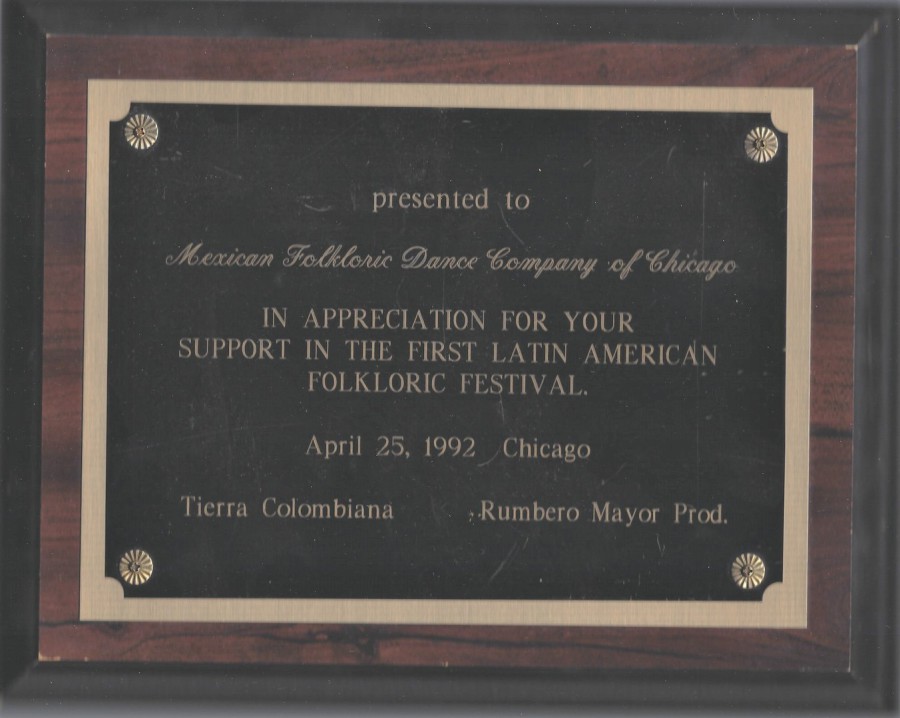 presented to
Mexican Folkloric Dance Company of Chicago
IN APPRECIATION FOR YOUR
SUPPORT IN THE FIRST LATIN AMERICAN
FOLKLORIC FESTIVAL.
April 25, 1992 Chicago
Tierra Colombiana Rumbero Mayor Prod.